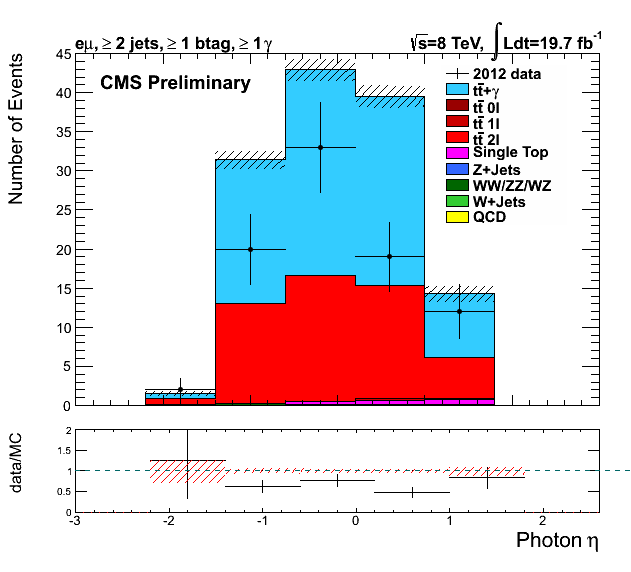 eμ, ≥ 2 jets, ≥ 1 btag, ≥ 1 γ
√s=8 TeV, ∫Ldt=19.7 fb⁻¹
CMS Preliminary
2012 data
tt̄+γ
tt̄ 0l
tt̄ 1l
tt̄ 2l
Single Top
Z+Jets
WW/ZZ/WZ
W+Jets
QCD
Number of Events
45
40
35
30
25
20
15
10
5
0
data/MC
2
1.5
1
0.5
0
-3 -2 -1 0 1 2
Photon η